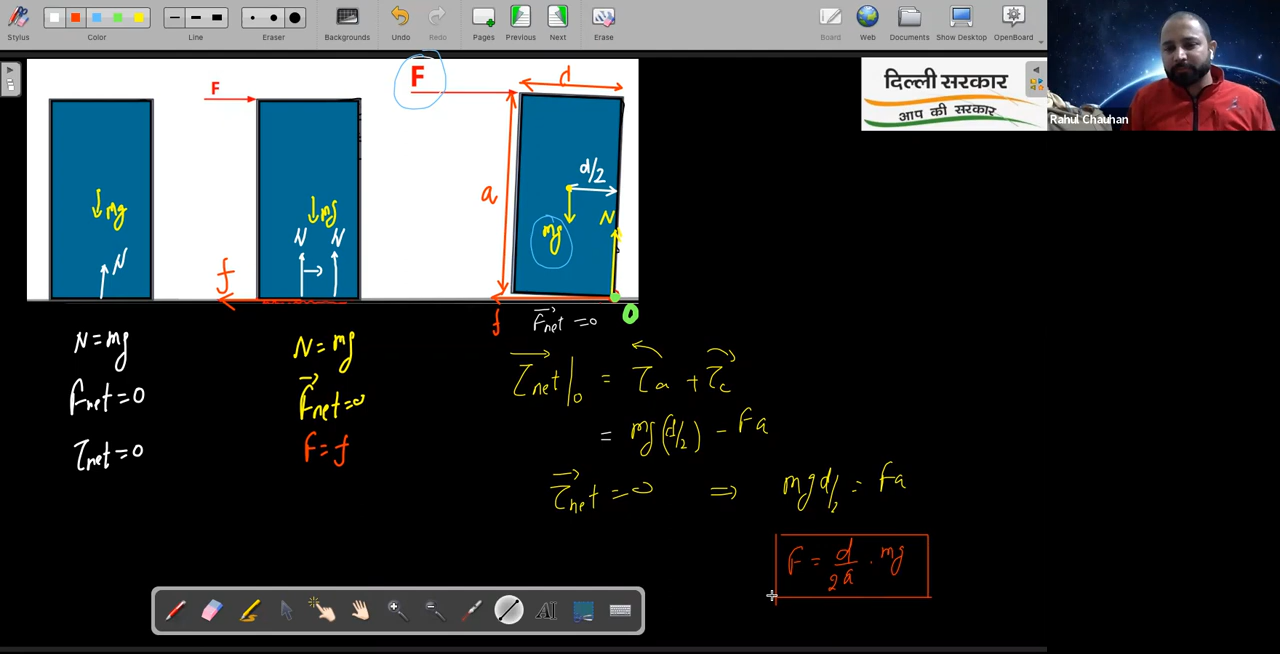 Stylus
Color
Line
Eraser
Backgrounds
Undo
Redo
Pages
Previous
Next
Erase
Board
Web
Documents
Show Desktop
OpenBoard
दिल्ली सरकार
आप की सरकार
Rahul Chauhan
mg
N
F
mg
N N
f
F
d
a
d/2
mg
N
f
O
N = mg
Fnet = 0
τnet = 0
N = mg
F⃗net = 0
F = f
F⃗net = 0
τ⃗net|₀ = τa + τc
= mg(d/2) - Fa
τ⃗net = 0 ⇒ mgd/2 = Fa
F = d/2a · mg
AI